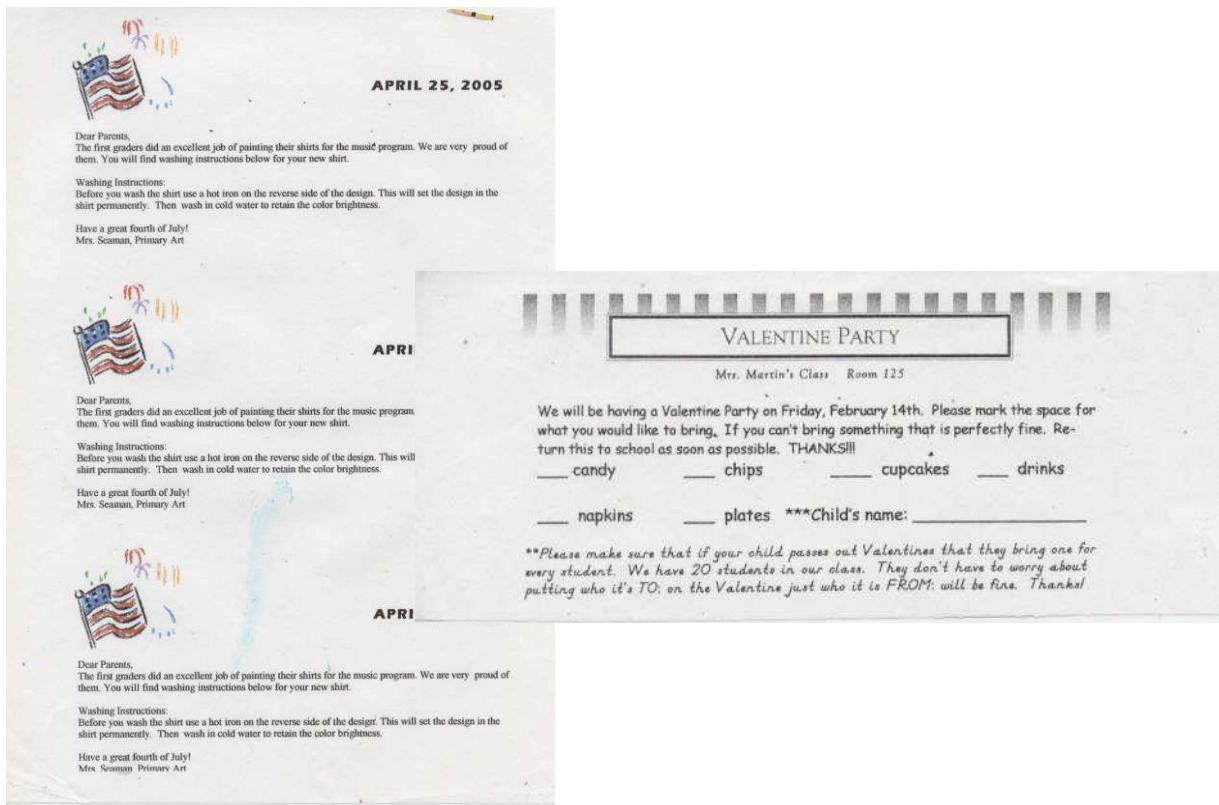 APRIL 25, 2005
Dear Parents,
The first graders did an excellent job of painting their shirts for the music program. We are very proud of
them. You will find washing instructions below for your new shirt.
Washing Instructions:
Before you wash the shirt use a hot iron on the reverse side of the design. This will set the design in the
shirt permanently. Then wash in cold water to retain the color brightness.
Have a great fourth of July!
Mrs. Seaman, Primary Art
APRI
Dear Parents,
The first graders did an excellent job of painting their shirts for the music program
them. You will find washing instructions below for your new shirt.
Washing Instructions:
Before you wash the shirt use a hot iron on the reverse side of the design. This will
shirt permanently. Then wash in cold water to retain the color brightness.
Have a great fourth of July!
Mrs. Seaman, Primary Art
APRI
Dear Parents,
The first graders did an excellent job of painting their shirts for the music program. We are very proud of
them. You will find washing instructions below for your new shirt.
Washing Instructions:
Before you wash the shirt use a hot iron on the reverse side of the design. This will set the design in the
shirt permanently. Then wash in cold water to retain the color brightness.
Have a great fourth of July!
Mrs. Seaman, Primary Art
VALENTINE PARTY
Mrs. Martin's Class Room 125
We will be having a Valentine Party on Friday, February 14th. Please mark the space for
what you would like to bring. If you can't bring something that is perfectly fine. Re-
turn this to school as soon as possible. THANKS!!!
___ candy ___ chips ____ cupcakes ___ drinks
___ napkins ___ plates ***Child's name: _________________
**Please make sure that if your child passes out Valentines that they bring one for
every student. We have 20 students in our class. They don't have to worry about
putting who it's TO: on the Valentine just who it is FROM: will be fine. Thanks!